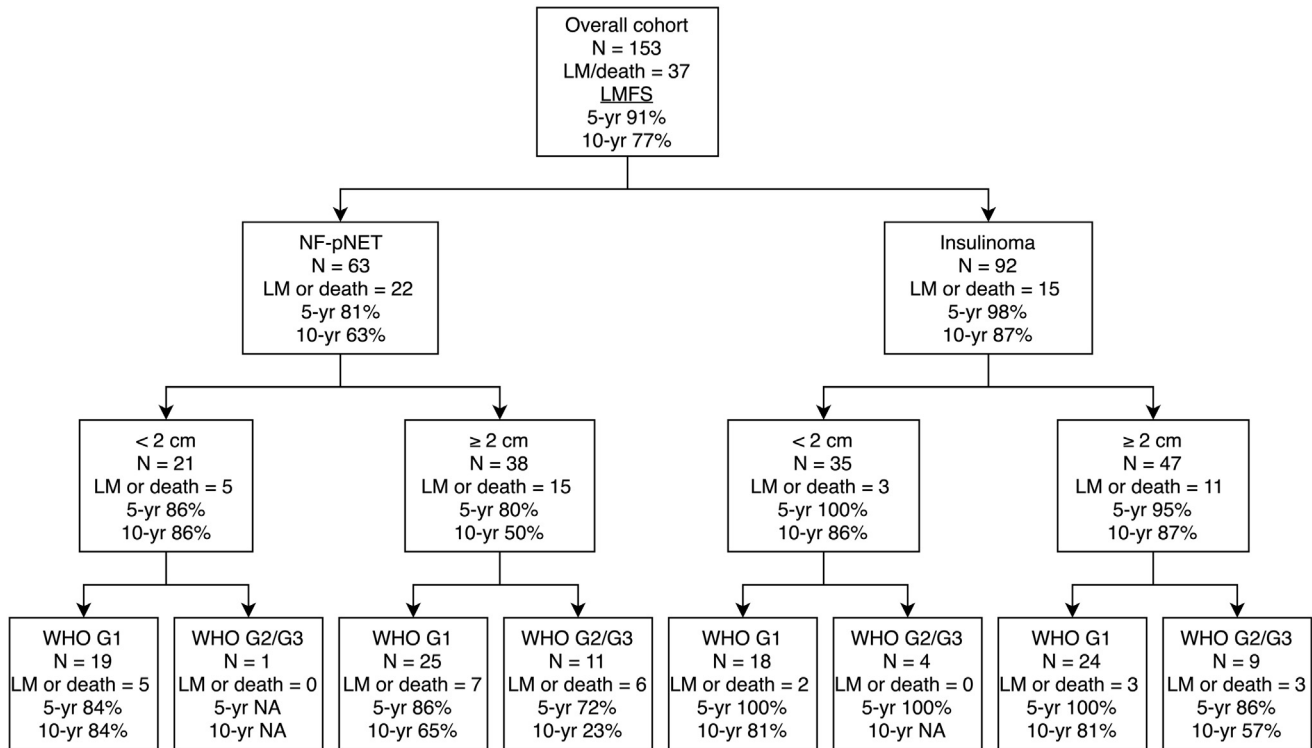 Overall cohort
N = 153
LM/death = 37
LMFS
5-yr 91%
10-yr 77%
NF-pNET
N = 63
LM or death = 22
5-yr 81%
10-yr 63%
Insulinoma
N = 92
LM or death = 15
5-yr 98%
10-yr 87%
< 2 cm
N = 21
LM or death = 5
5-yr 86%
10-yr 86%
≥ 2 cm
N = 38
LM or death = 15
5-yr 80%
10-yr 50%
< 2 cm
N = 35
LM or death = 3
5-yr 100%
10-yr 86%
≥ 2 cm
N = 47
LM or death = 11
5-yr 95%
10-yr 87%
WHO G1
N = 19
LM or death = 5
5-yr 84%
10-yr 84%
WHO G2/G3
N = 1
LM or death = 0
5-yr NA
10-yr NA
WHO G1
N = 25
LM or death = 7
5-yr 86%
10-yr 65%
WHO G2/G3
N = 11
LM or death = 6
5-yr 72%
10-yr 23%
WHO G1
N = 18
LM or death = 2
5-yr 100%
10-yr 81%
WHO G2/G3
N = 4
LM or death = 0
5-yr 100%
10-yr NA
WHO G1
N = 24
LM or death = 3
5-yr 100%
10-yr 81%
WHO G2/G3
N = 9
LM or death = 3
5-yr 86%
10-yr 57%